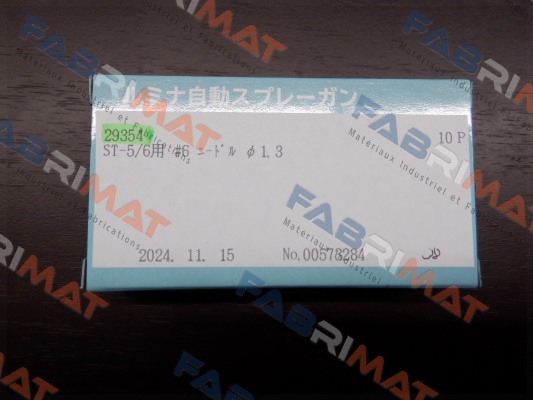 ルミナ自動スプレーガン
29354
10 P
ST-5/6用 #6 ﾆｰﾄﾞﾙ φ1.3
2024. 11. 15
No.00578284
FABRIMAT
Materiaux Industriel et Fabrications